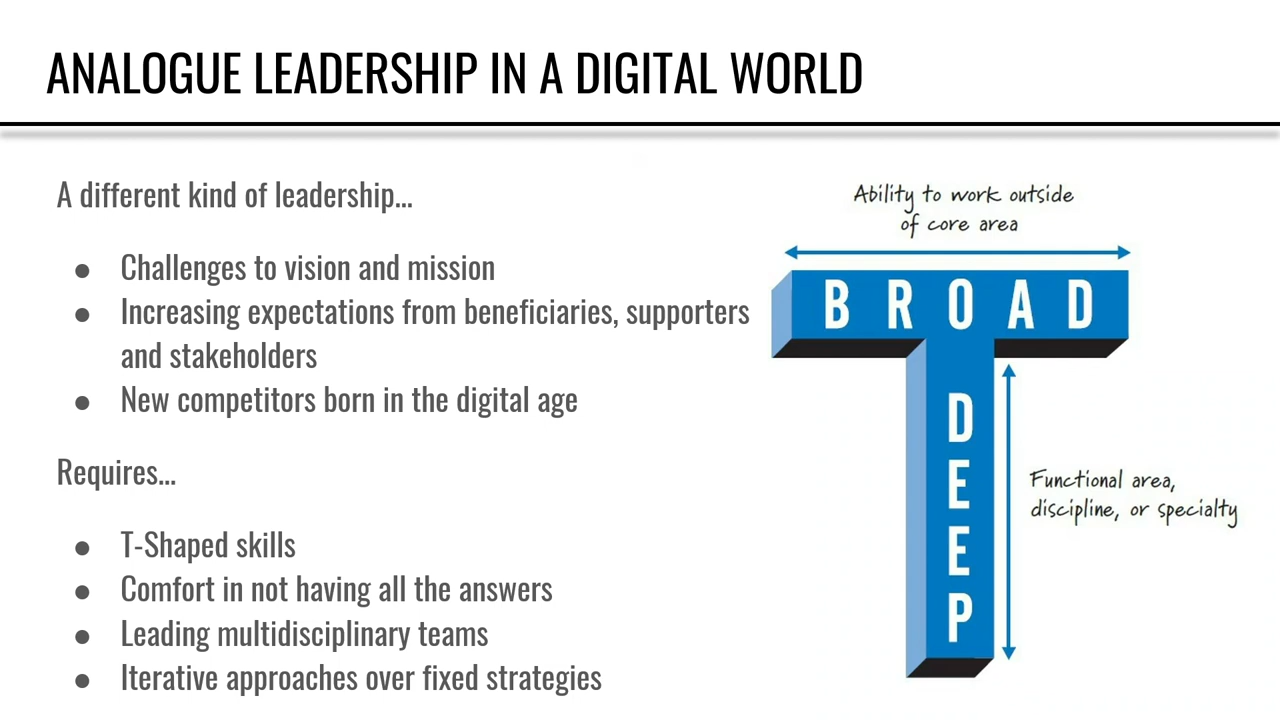 ANALOGUE LEADERSHIP IN A DIGITAL WORLD
A different kind of leadership...
● Challenges to vision and mission
● Increasing expectations from beneficiaries, supporters
and stakeholders
● New competitors born in the digital age
Requires...
● T-Shaped skills
● Comfort in not having all the answers
● Leading multidisciplinary teams
● Iterative approaches over fixed strategies
Ability to work outside
of core area
BROAD
DEEP
Functional area,
discipline, or specialty